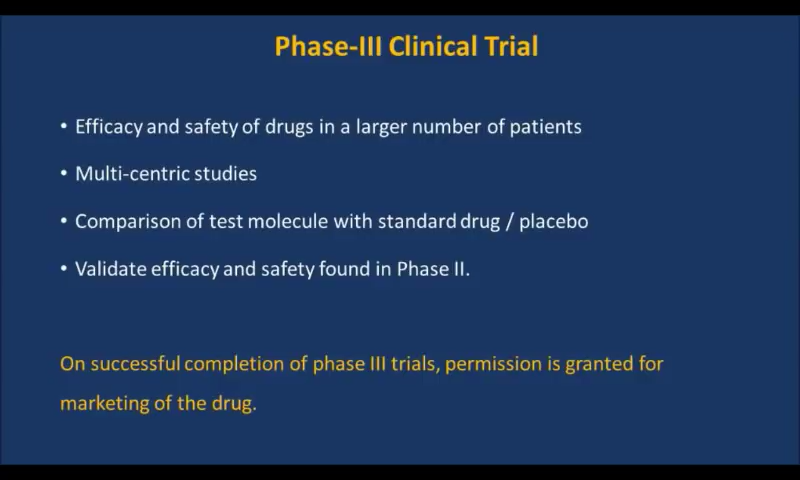 Phase-III Clinical Trial
• Efficacy and safety of drugs in a larger number of patients
• Multi-centric studies
• Comparison of test molecule with standard drug / placebo
• Validate efficacy and safety found in Phase II.
On successful completion of phase III trials, permission is granted for
marketing of the drug.